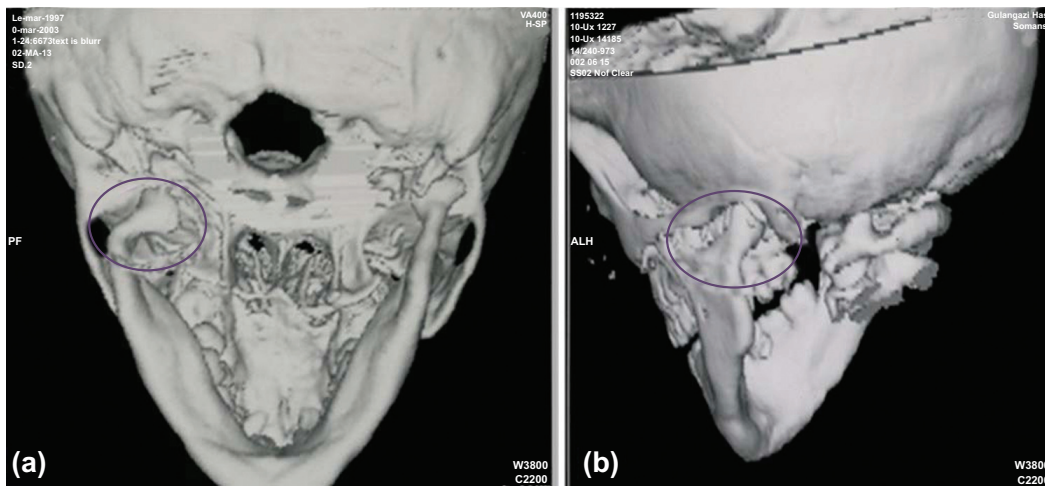 Le-mar-1997
0-mar-2003
1-24:6673text is blurr
02-MA-13
SD.2
VA400
H-SP
PF
(a)
W3800
C2200
1195322
10-Ux 1227
10-Ux 14185
14/240-973
002 06 15
SS02 Nof Clear
Gulangazi Has
Somans
ALH
(b)
W3800
C2200